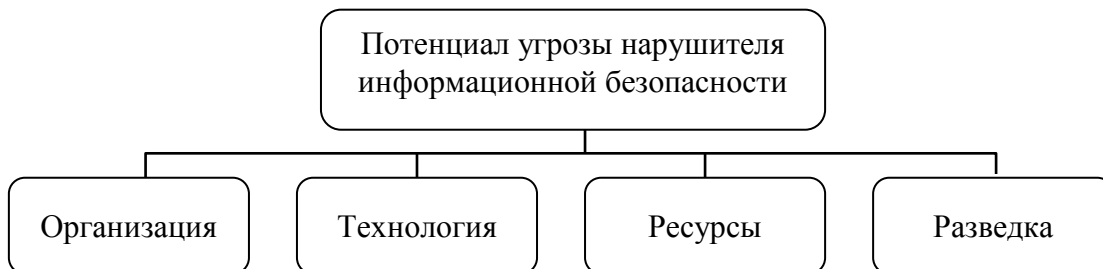 Потенциал угрозы нарушителя
информационной безопасности
Организация
Технология
Ресурсы
Разведка